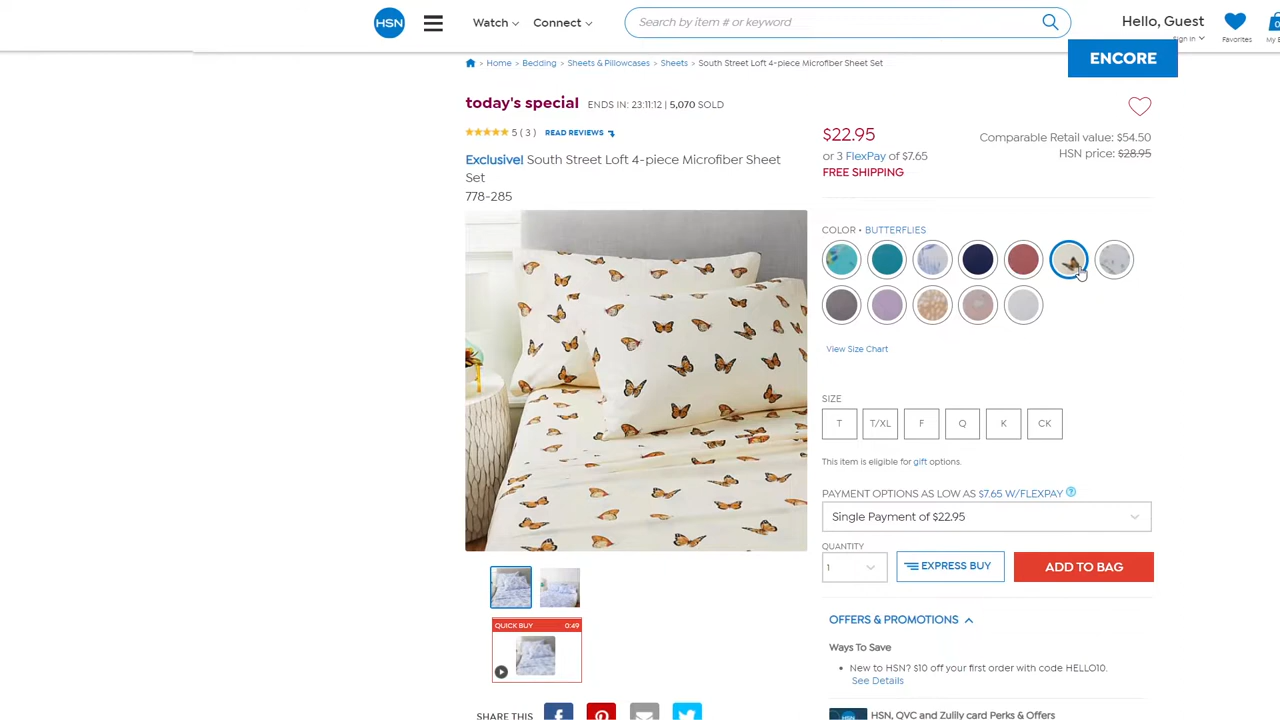 HSN
Watch
Connect
Search by item # or keyword
Hello, Guest
Sign In
Favorites
ENCORE
> Home > Bedding > Sheets & Pillowcases > Sheets > South Street Loft 4-piece Microfiber Sheet Set
today's special ENDS IN: 23:11:12 | 5,070 SOLD
5 ( 3 ) READ REVIEWS
Exclusive! South Street Loft 4-piece Microfiber Sheet
Set
778-285
$22.95
or 3 FlexPay of $7.65
FREE SHIPPING
Comparable Retail value: $54.50
HSN price: $28.95
COLOR • BUTTERFLIES
View Size Chart
SIZE
T T/XL F Q K CK
This item is eligible for gift options.
PAYMENT OPTIONS AS LOW AS $7.65 W/FLEXPAY ?
Single Payment of $22.95
QUANTITY
1
EXPRESS BUY
ADD TO BAG
OFFERS & PROMOTIONS
Ways To Save
• New to HSN? $10 off your first order with code HELLO10.
See Details
HSN, QVC and Zulily card Perks & Offers
QUICK BUY 0:49
SHARE THIS